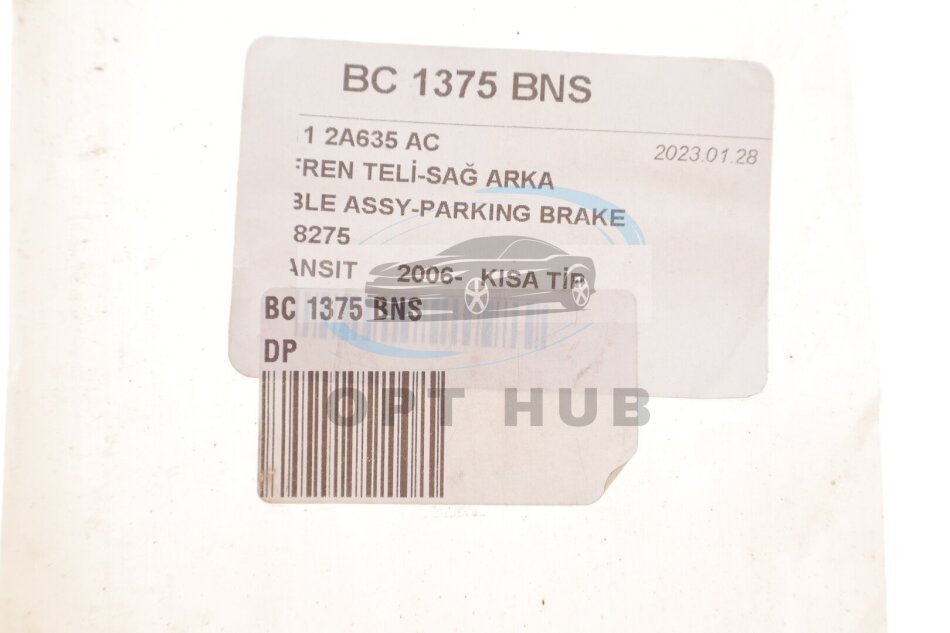 BC 1375 BNS
1 2A635 AC
2023.01.28
FREN TELİ-SAĞ ARKA
BLE ASSY-PARKING BRAKE
8275
ANSIT 2006- KISA TİP
BC 1375 BNS
DP
OPT HUB